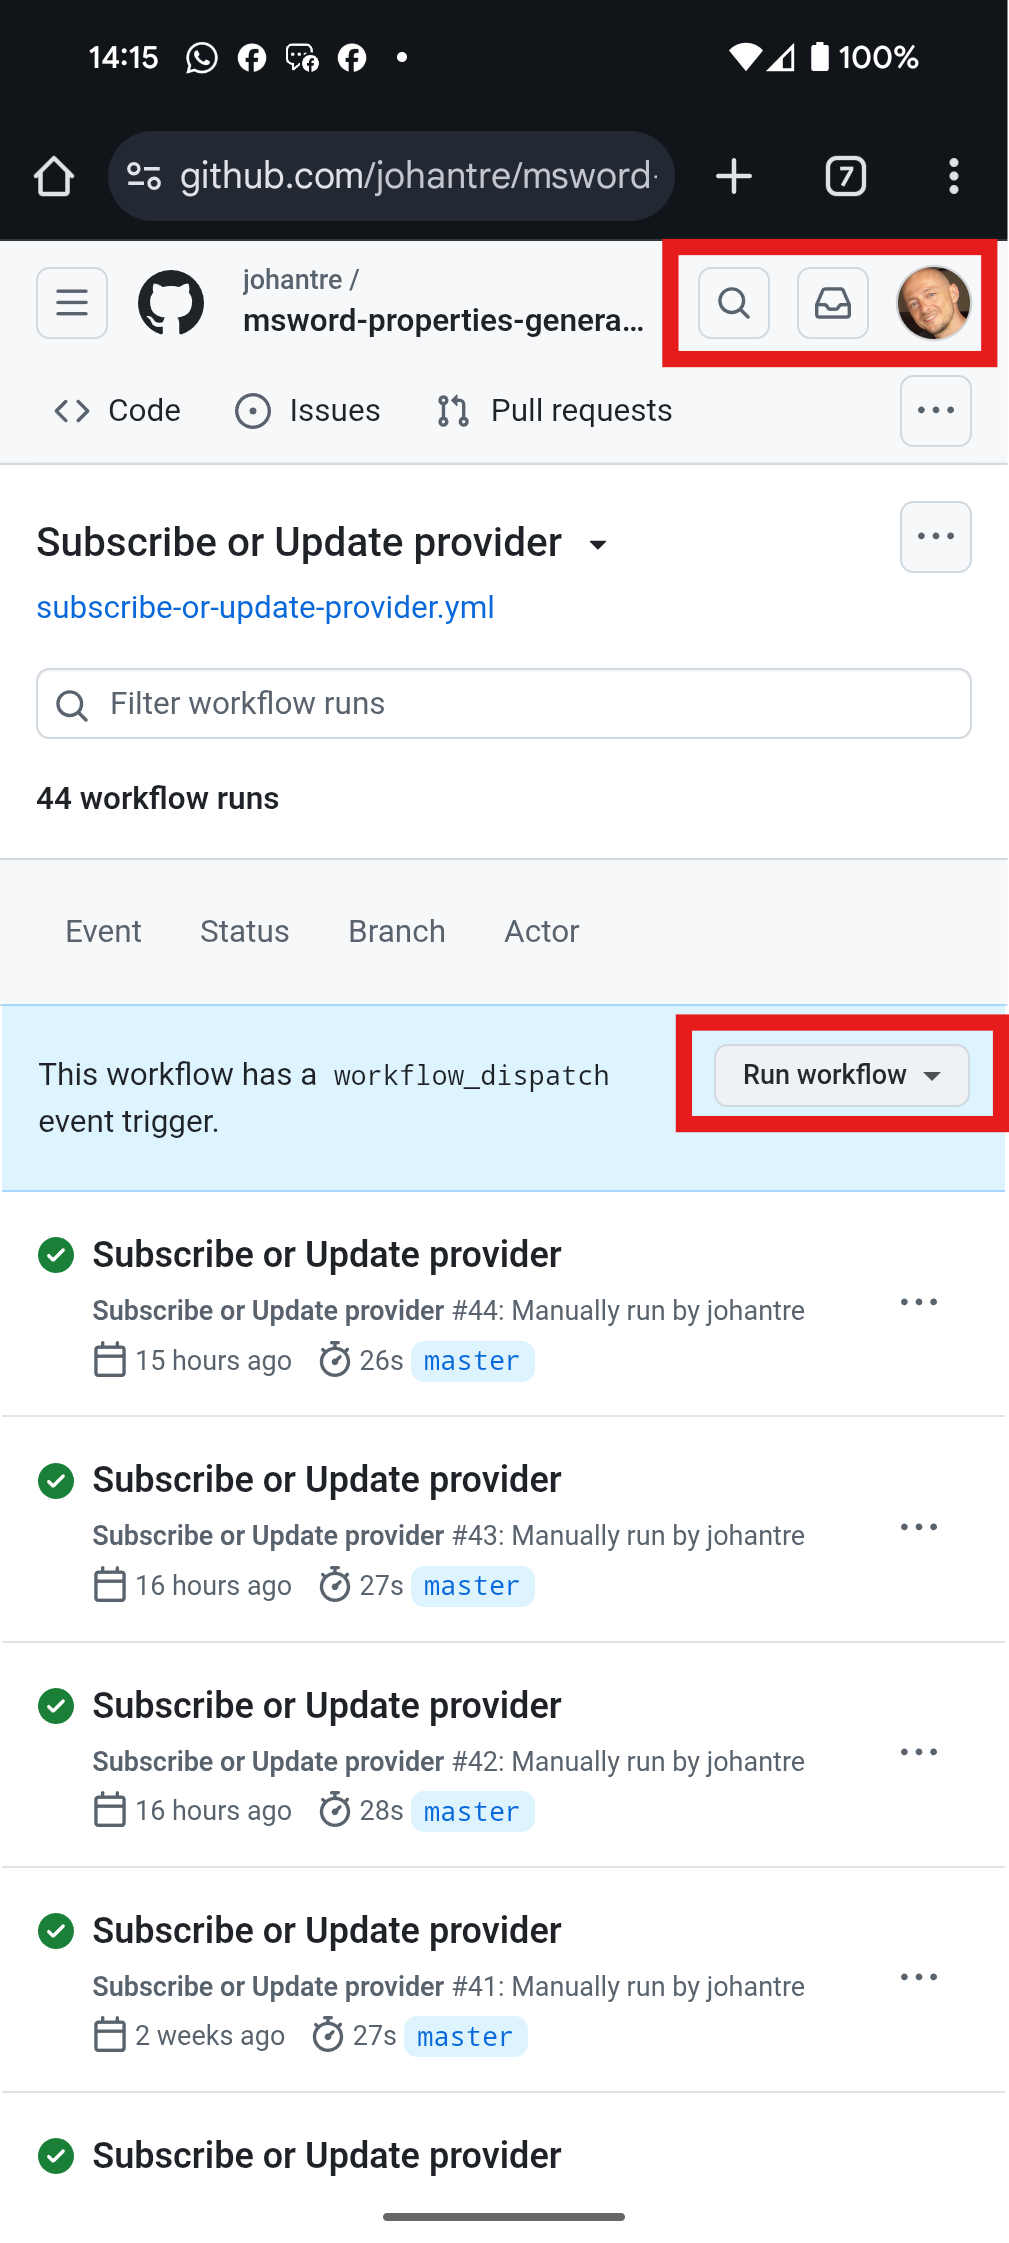 14:15 100%
github.com/johantre/msword-
7
johantre /
msword-properties-genera...
Code Issues Pull requests
Subscribe or Update provider
subscribe-or-update-provider.yml
Filter workflow runs
44 workflow runs
Event Status Branch Actor
This workflow has a workflow_dispatch
event trigger.
Run workflow
Subscribe or Update provider
Subscribe or Update provider #44: Manually run by johantre
15 hours ago 26s master
Subscribe or Update provider
Subscribe or Update provider #43: Manually run by johantre
16 hours ago 27s master
Subscribe or Update provider
Subscribe or Update provider #42: Manually run by johantre
16 hours ago 28s master
Subscribe or Update provider
Subscribe or Update provider #41: Manually run by johantre
2 weeks ago 27s master
Subscribe or Update provider